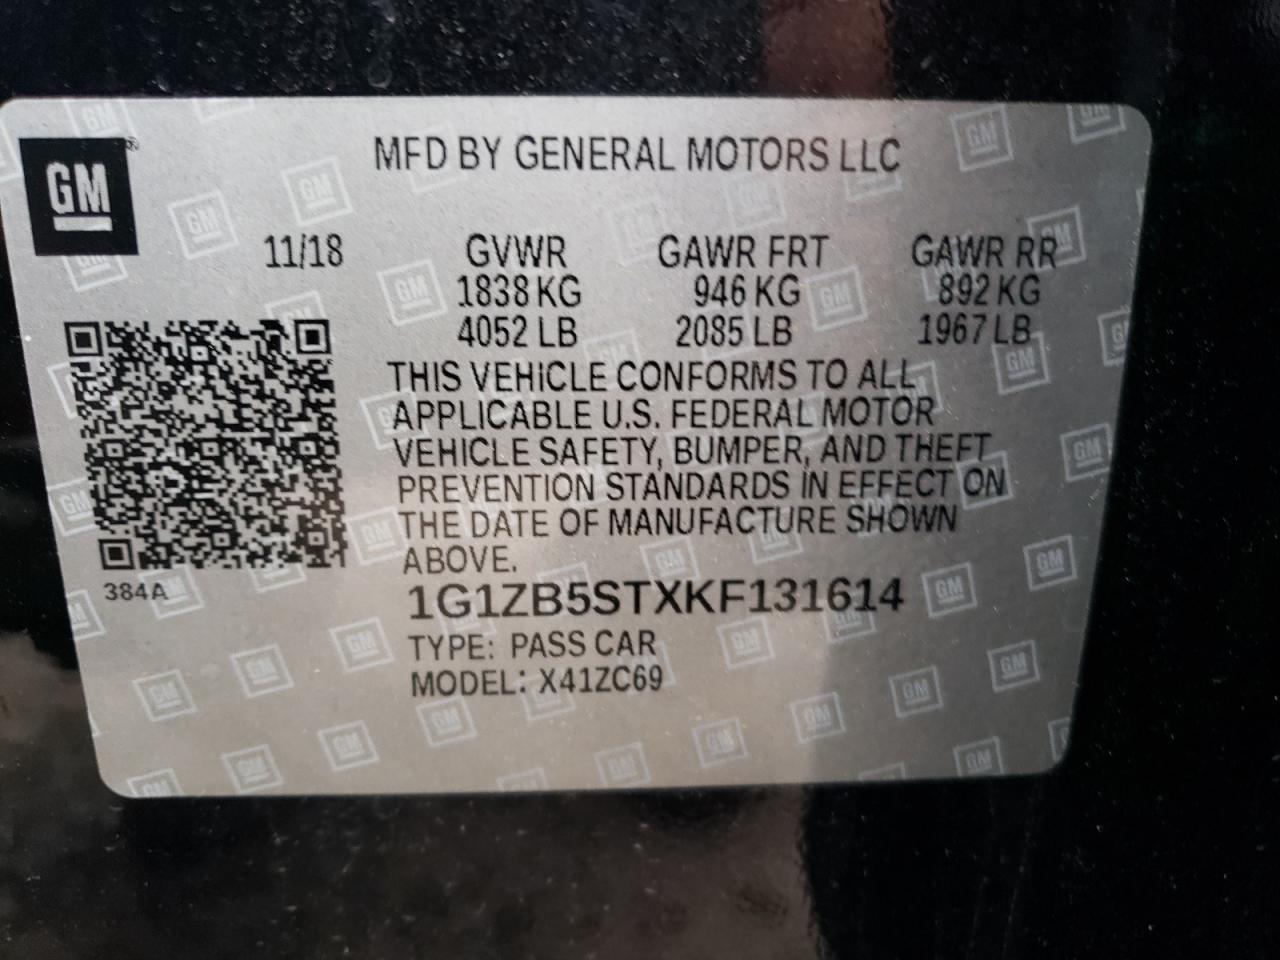 GM
MFD BY GENERAL MOTORS LLC
11/18 GVWR GAWR FRT GAWR RR
1838 KG 946 KG 892 KG
4052 LB 2085 LB 1967 LB
THIS VEHICLE CONFORMS TO ALL
APPLICABLE U.S. FEDERAL MOTOR
VEHICLE SAFETY, BUMPER, AND THEFT
PREVENTION STANDARDS IN EFFECT ON
THE DATE OF MANUFACTURE SHOWN
ABOVE.
384A
1G1ZB5STXKF131614
TYPE: PASS CAR
MODEL: X41ZC69